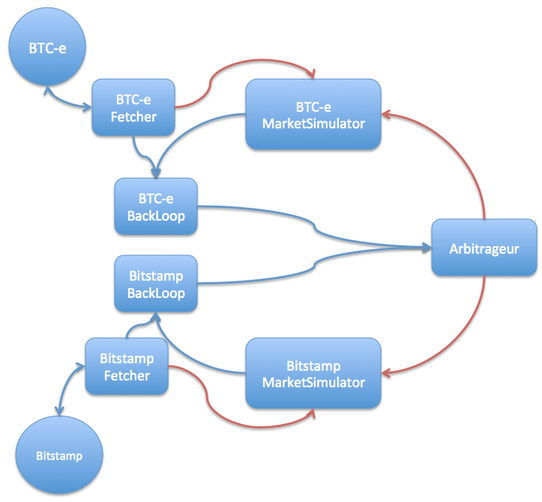 BTC-e
BTC-e
Fetcher
BTC-e
MarketSimulator
BTC-e
BackLoop
Arbitrageur
Bitstamp
BackLoop
Bitstamp
Fetcher
Bitstamp
MarketSimulator
Bitstamp